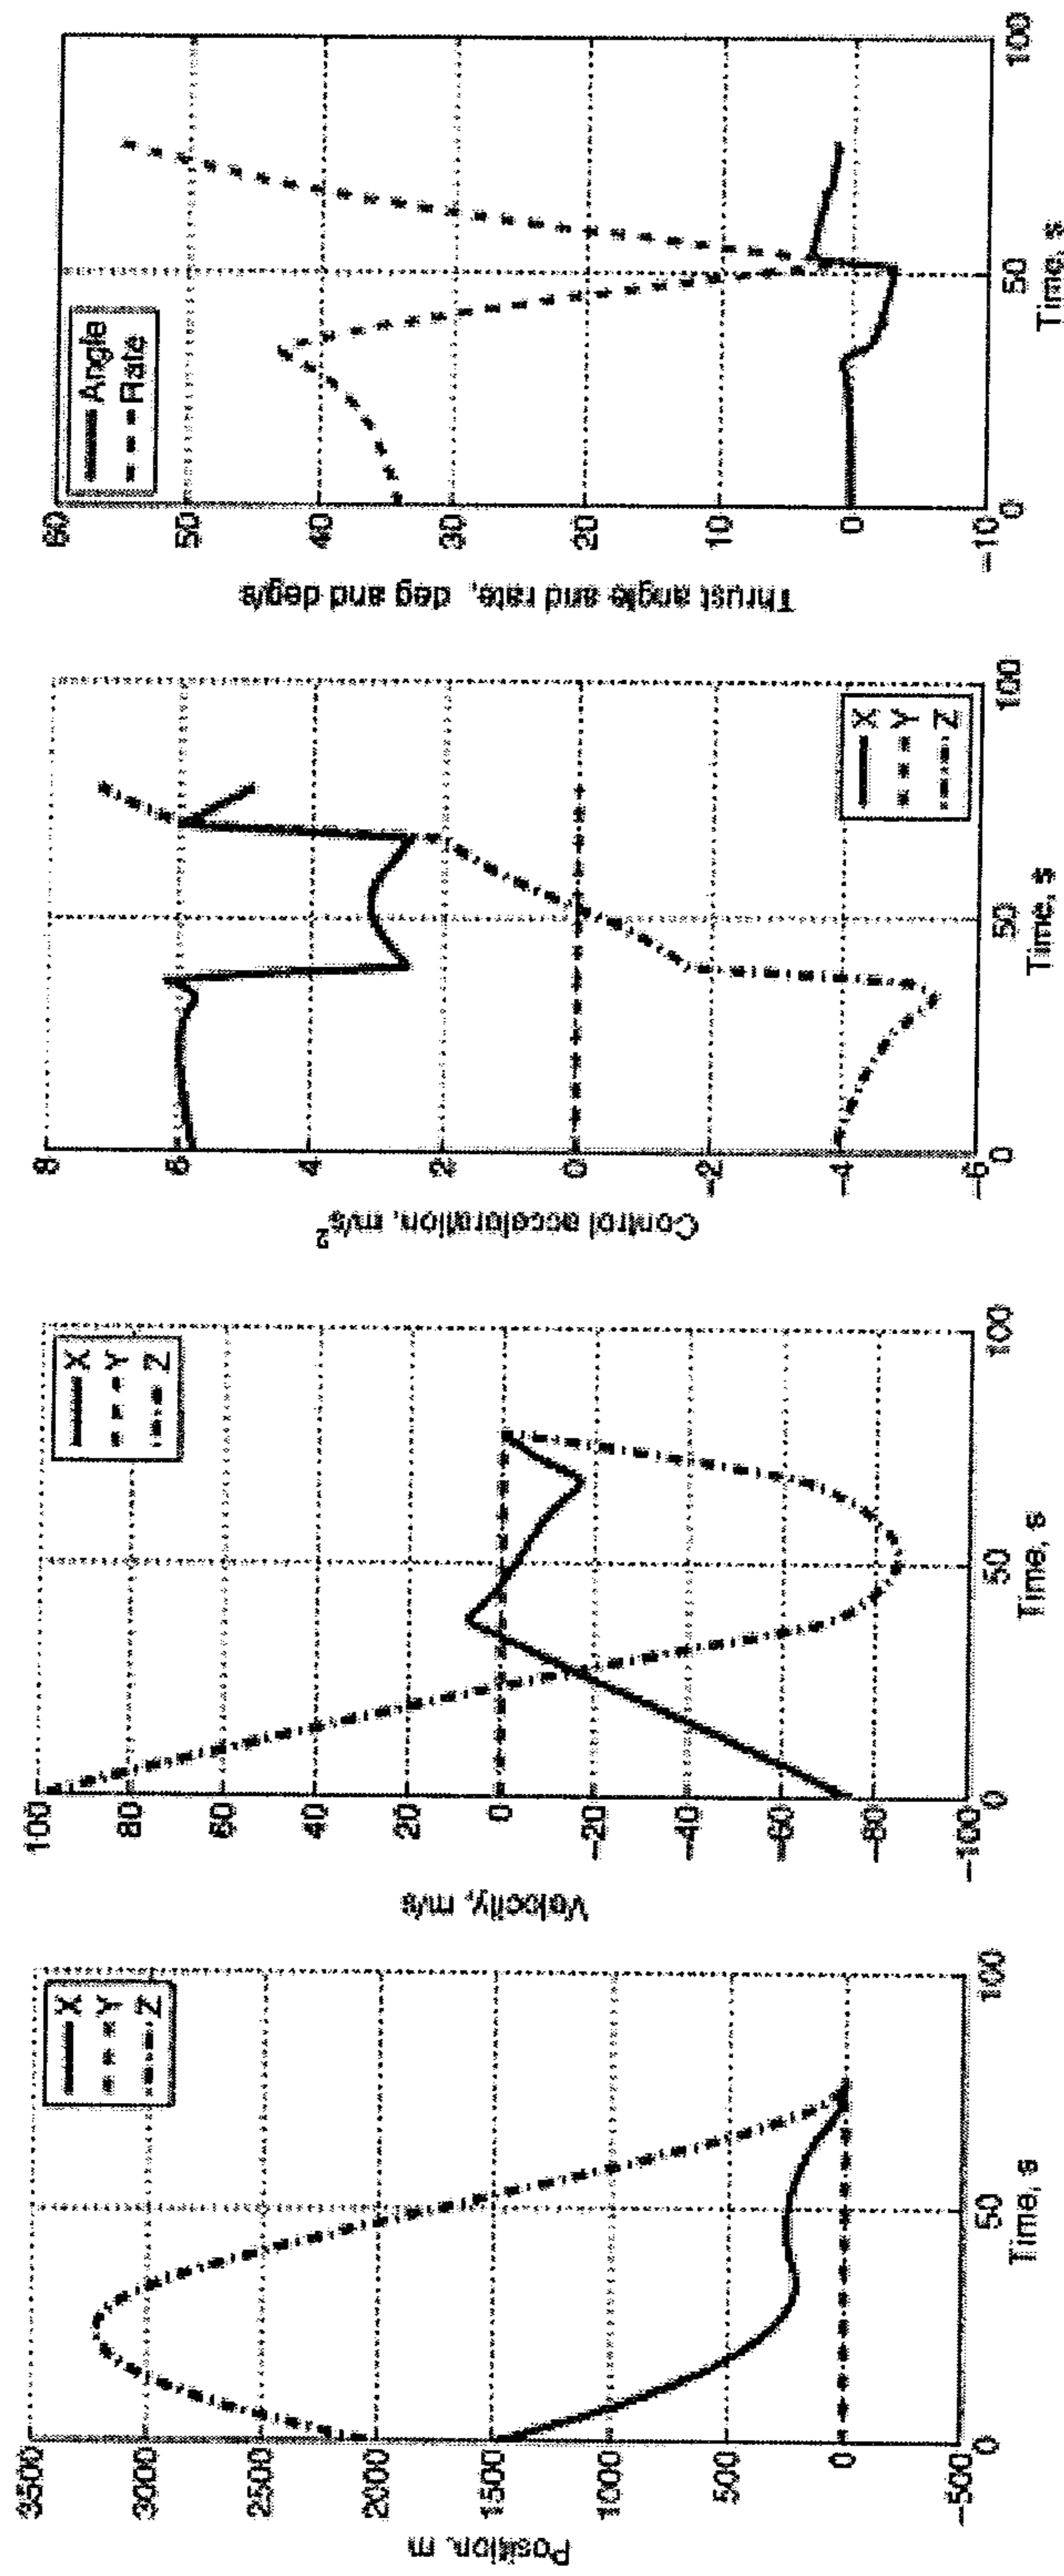 3500
3000
2500
2000
1500
1000
500
0
-500
Position, m
0
50
100
Time, s
X
Y
Z
100
80
60
40
20
0
-20
-40
-60
-80
-100
Velocity, m/s
0
50
100
Time, s
X
Y
Z
8
6
4
2
0
-2
-4
-6
Control acceleration, m/s²
0
50
100
Time, s
X
Y
Z
60
50
40
30
20
10
0
-10
Thrust angle and rate, deg and deg/s
0
50
100
Time, s
Angle
Rate